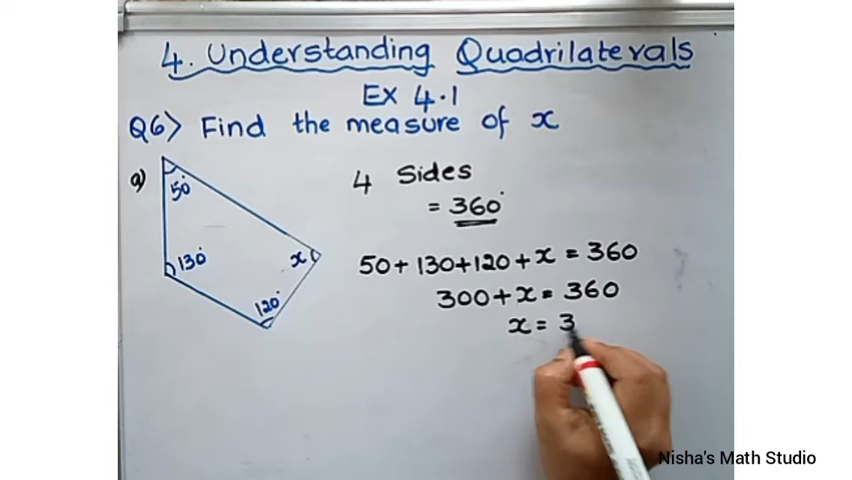 4. Understanding Quadrilaterals
Ex 4.1
Q6> Find the measure of x
a)
50°
130°
x
120°
4 Sides
= 360°
50 + 130 + 120 + x = 360
300 + x = 360
x = 3
Nisha's Math Studio